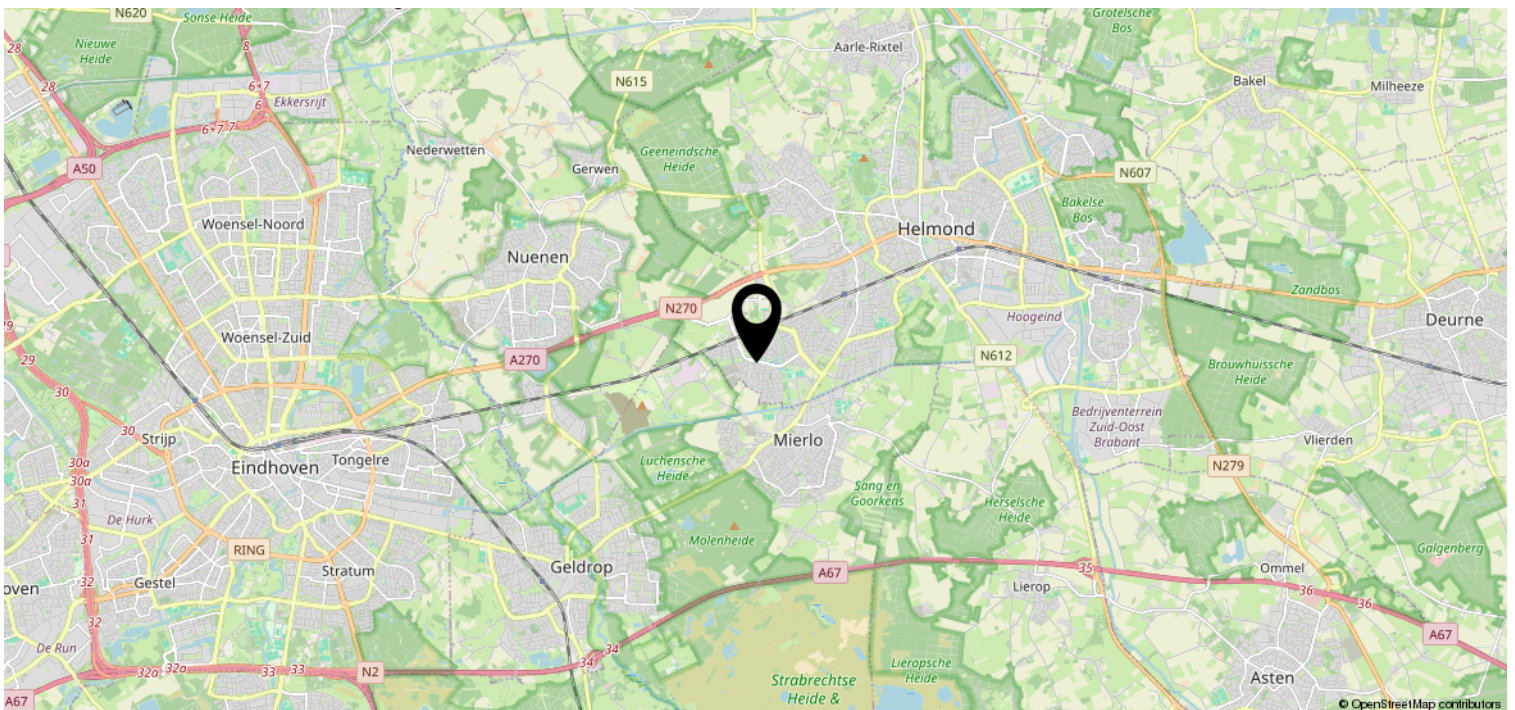 N620
Sonse Heide
Grotelsche
Bos
28
Nieuwe
Heide
8
Aarle-Rixtel
N615
Bakel
Milheeze
28
6+7
6
Ekkersrijt
6+7
7
Nederwetten
Geeneindsche
Heide
A50
Gerwen
N607
Woensel-Noord
Bakelse
Bos
Helmond
Nuenen
Zandbos
N270
Hoogeind
Deurne
29
Woensel-Zuid
29
A270
N612
Brouwhuissche
Heide
30
Bedrijventerrein
Zuid-Oost
Brabant
30
Strijp
Mierlo
Vlierden
30a
Eindhoven
Tongelre
Luchensche
Heide
N279
30a
31
Sang en
Goorkens
Herselsche
Heide
De Hurk
31
Molenheide
RING
Galgenberg
Stratum
Geldrop
A67
35
Ommel
32
Gestel
oven
Lierop
36
36
32
De Run
A67
34
34
Lieropsche
Heide
32a
32a
33
33
N2
Strabrechtse
Heide &
Asten
A67
© OpenStreetMap contributors